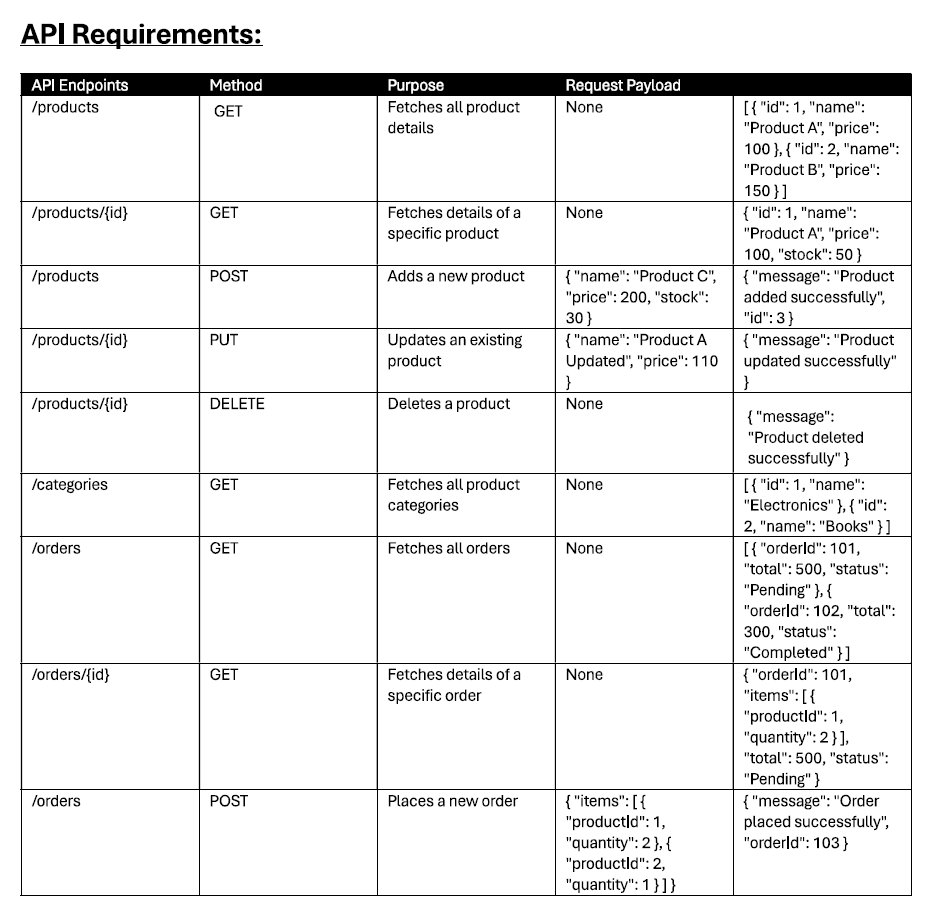 API Requirements:
API Endpoints Method Purpose Request Payload
/products GET Fetches all product details None [ { "id": 1, "name": "Product A", "price": 100 }, { "id": 2, "name": "Product B", "price": 150 } ]
/products/{id} GET Fetches details of a specific product None { "id": 1, "name": "Product A", "price": 100, "stock": 50 }
/products POST Adds a new product { "name": "Product C", "price": 200, "stock": 30 } { "message": "Product added successfully", "id": 3 }
/products/{id} PUT Updates an existing product { "name": "Product A Updated", "price": 110 } { "message": "Product updated successfully" }
/products/{id} DELETE Deletes a product None { "message": "Product deleted successfully" }
/categories GET Fetches all product categories None [ { "id": 1, "name": "Electronics" }, { "id": 2, "name": "Books" } ]
/orders GET Fetches all orders None [ { "orderId": 101, "total": 500, "status": "Pending" }, { "orderId": 102, "total": 300, "status": "Completed" } ]
/orders/{id} GET Fetches details of a specific order None { "orderId": 101, "items": [ { "productId": 1, "quantity": 2 } ], "total": 500, "status": "Pending" }
/orders POST Places a new order { "items": [ { "productId": 1, "quantity": 2 }, { "productId": 2, "quantity": 1 } ] } { "message": "Order placed successfully", "orderId": 103 }